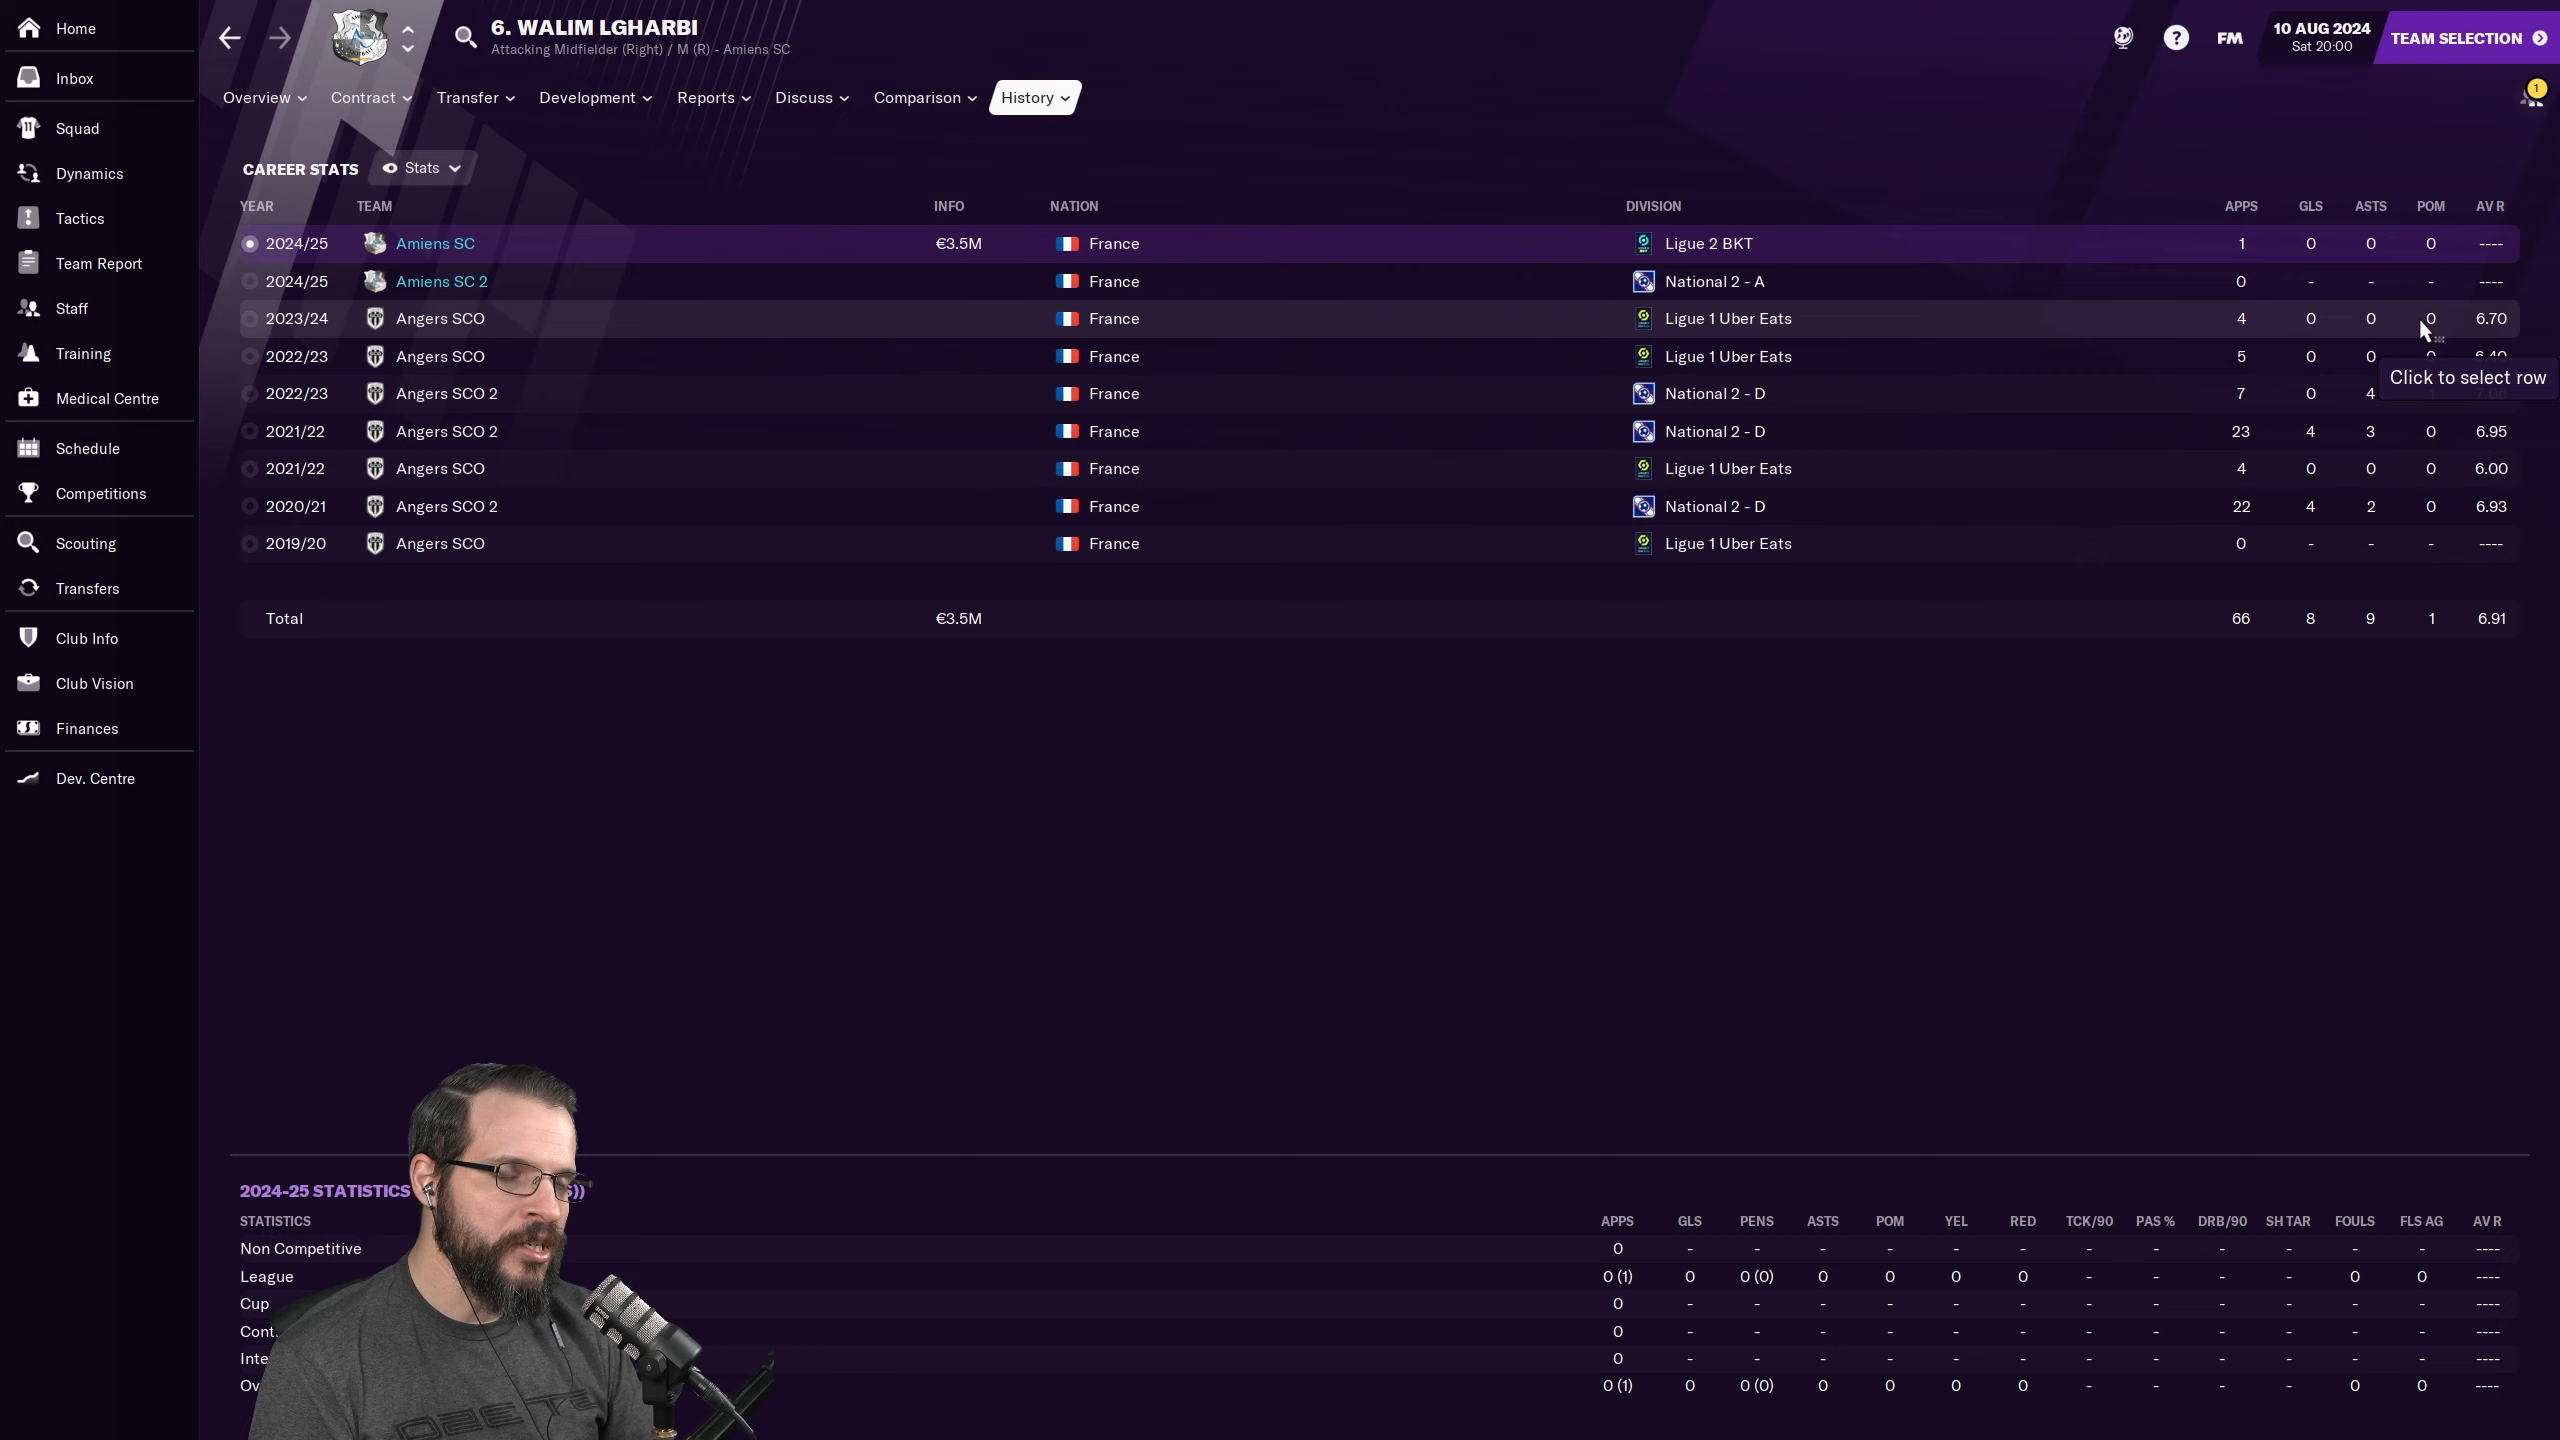 Home
Inbox
Squad
Dynamics
Tactics
Team Report
Staff
Training
Medical Centre
Schedule
Competitions
Scouting
Transfers
Club Info
Club Vision
Finances
Dev. Centre
6. WALIM LGHARBI
Attacking Midfielder (Right) / M (R) - Amiens SC
? FM 10 AUG 2024 TEAM SELECTION
Sat 20:00
Overview Contract Transfer Development Reports Discuss Comparison History 1
CAREER STATS Stats
YEAR TEAM INFO NATION DIVISION APPS GLS ASTS POM AV R
2024/25 Amiens SC €3.5M France Ligue 2 BKT 1 0 0 0 ----
2024/25 Amiens SC 2 France National 2 - A 0 - - - ----
2023/24 Angers SCO France Ligue 1 Uber Eats 4 0 0 0 6.70
2022/23 Angers SCO France Ligue 1 Uber Eats 5 0 0
Click to select row
2022/23 Angers SCO 2 France National 2 - D 7 0 4
2021/22 Angers SCO 2 France National 2 - D 23 4 3 0 6.95
2021/22 Angers SCO France Ligue 1 Uber Eats 4 0 0 0 6.00
2020/21 Angers SCO 2 France National 2 - D 22 4 2 0 6.93
2019/20 Angers SCO France Ligue 1 Uber Eats 0 - - - ----
Total €3.5M 66 8 9 1 6.91
2024-25 STATISTICS
STATISTICS APPS GLS PENS ASTS POM YEL RED TCK/90 PAS % DRB/90 SH TAR FOULS FLS AG AV R
Non Competitive 0 - - - - - - - - - - - - ----
League 0 (1) 0 0 (0) 0 0 0 0 - - - - 0 0 ----
Cup 0 - - - - - - - - - - - - ----
Cont. 0 - - - - - - - - - - - - ----
Inte 0 - - - - - - - - - - - - ----
Ov 0 (1) 0 0 (0) 0 0 0 0 - - - - 0 0 ----